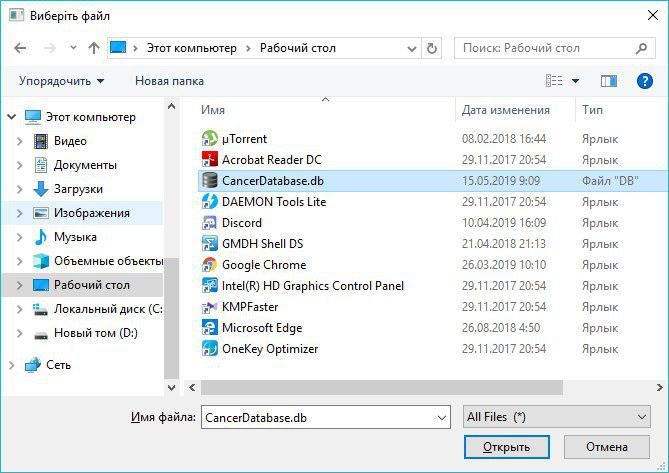 Виберіть файл
Этот компьютер Рабочий стол
Поиск: Рабочий стол
Упорядочить Новая папка
Имя Дата изменения Тип
Этот компьютер
Видео
Документы
Загрузки
Изображения
Музыка
Объемные объекты
Рабочий стол
Локальный диск (C:
Новый том (D:)
Сеть
µTorrent 08.02.2018 16:44 Ярлык
Acrobat Reader DC 29.11.2017 20:54 Ярлык
CancerDatabase.db 15.05.2019 9:09 Файл "DB"
DAEMON Tools Lite 29.11.2017 20:54 Ярлык
Discord 10.04.2019 16:09 Ярлык
GMDH Shell DS 21.04.2018 21:13 Ярлык
Google Chrome 26.03.2019 10:10 Ярлык
Intel(R) HD Graphics Control Panel 29.11.2017 20:54 Ярлык
KMPFaster 29.11.2017 20:54 Ярлык
Microsoft Edge 26.08.2018 4:50 Ярлык
OneKey Optimizer 29.11.2017 20:54 Ярлык
Имя файла: CancerDatabase.db All Files (*)
Открыть Отмена